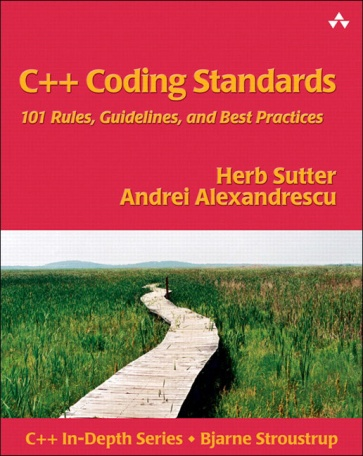 C++ Coding Standards
101 Rules, Guidelines, and Best Practices
Herb Sutter
Andrei Alexandrescu
C++ In-Depth Series • Bjarne Stroustrup